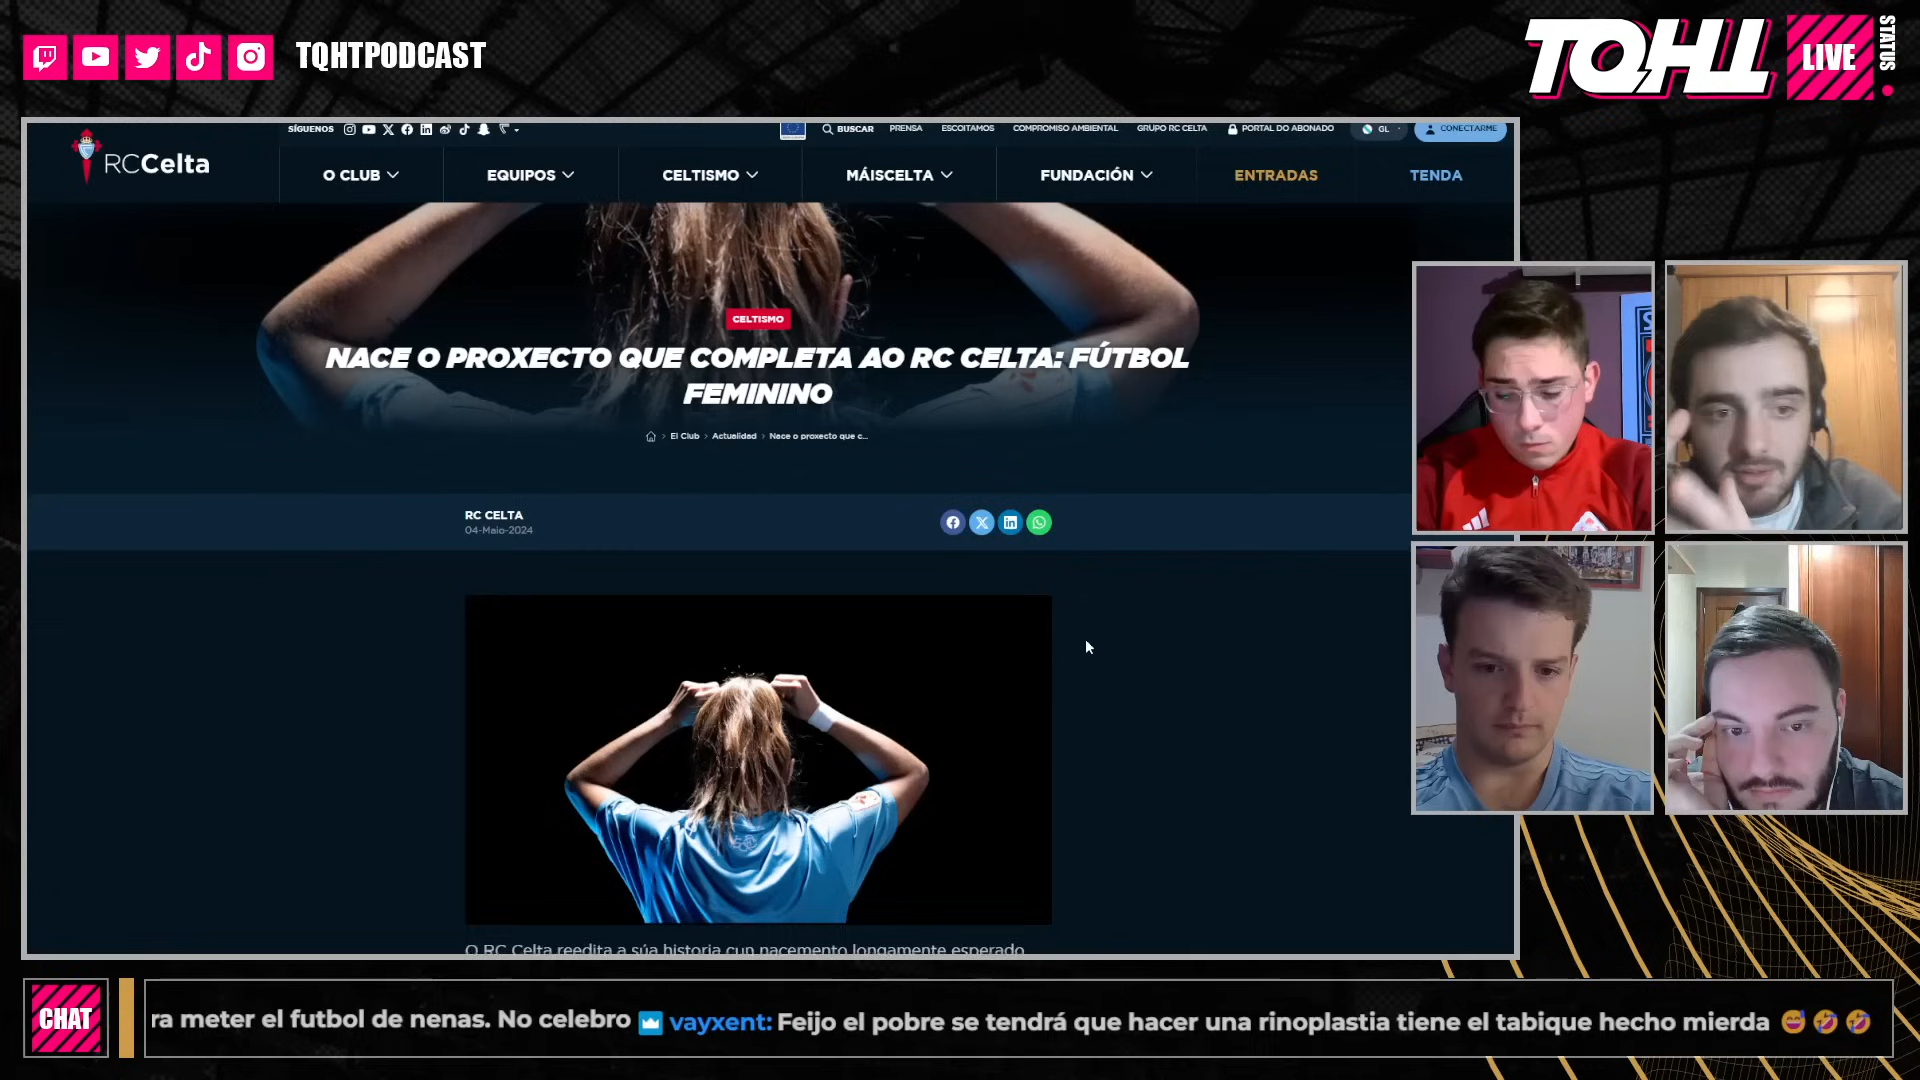 TQHTPODCAST
TQHT
LIVE
STATUS
SÍGUENOS
BUSCAR
PRENSA
ESCOITAMOS
COMPROMISO AMBIENTAL
GRUPO RC CELTA
PORTAL DO ABONADO
GL
CONECTARME
RCCelta
O CLUB
EQUIPOS
CELTISMO
MÁISCELTA
FUNDACIÓN
ENTRADAS
TENDA
CELTISMO
NACE O PROXECTO QUE COMPLETA AO RC CELTA: FÚTBOL
FEMININO
El Club > Actualidad > Nace o proxecto que c...
RC CELTA
04-Maio-2024
O RC Celta reedita a súa historia cun nacemento longamente esperado
CHAT
ra meter el futbol de nenas. No celebro vayxent: Feijo el pobre se tendrá que hacer una rinoplastia tiene el tabique hecho mierda 😅🤣🤣